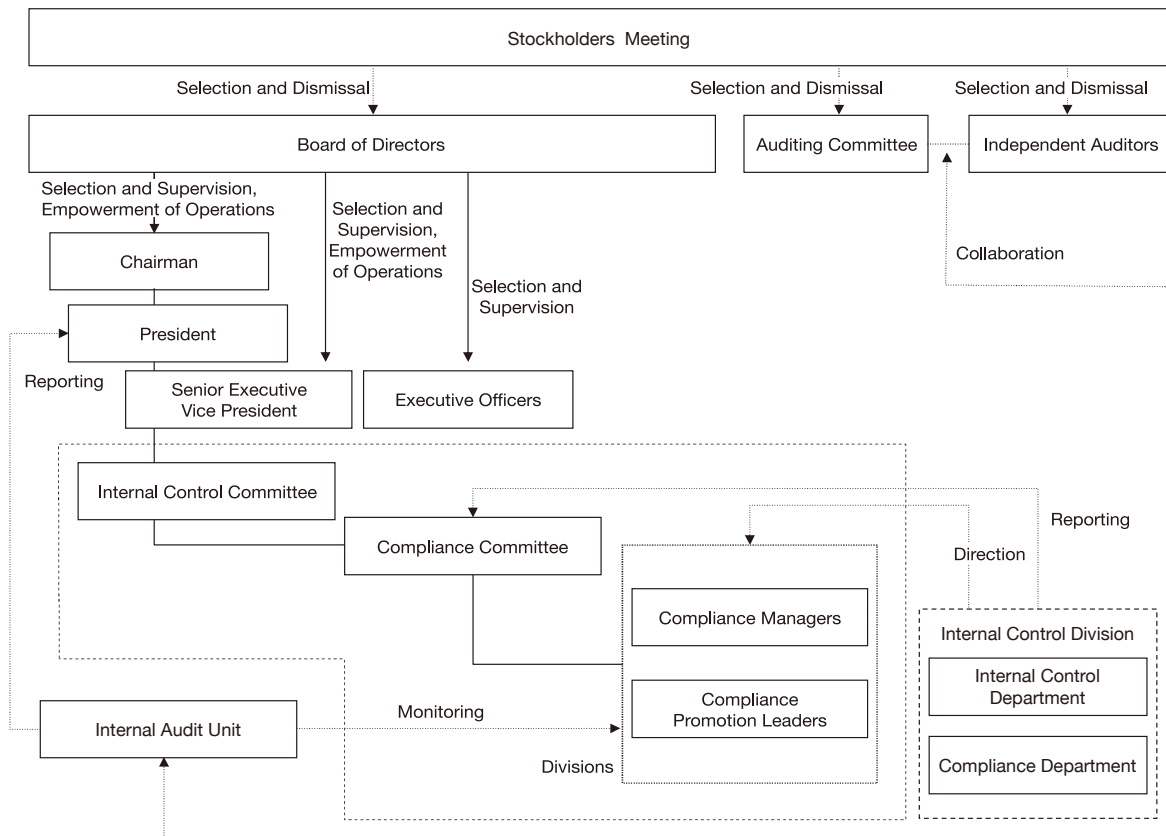 Stockholders Meeting
Selection and Dismissal
Selection and Dismissal
Selection and Dismissal
Board of Directors
Auditing Committee
Independent Auditors
Selection and Supervision,
Empowerment of Operations
Selection and
Supervision,
Empowerment
of Operations
Collaboration
Chairman
Selection and
Supervision
President
Reporting
Senior Executive
Vice President
Executive Officers
Internal Control Committee
Reporting
Compliance Committee
Direction
Compliance Managers
Internal Control Division
Internal Control
Department
Compliance
Promotion Leaders
Monitoring
Internal Audit Unit
Divisions
Compliance Department